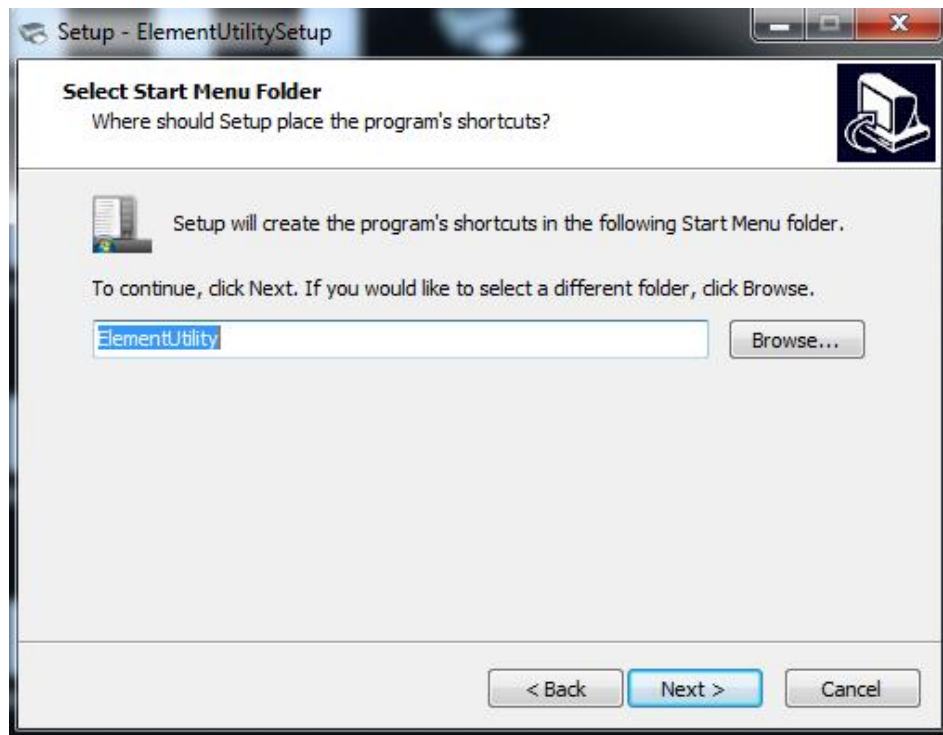 Setup - ElementUtilitySetup
Select Start Menu Folder
Where should Setup place the program's shortcuts?
Setup will create the program's shortcuts in the following Start Menu folder.
To continue, click Next. If you would like to select a different folder, click Browse.
ElementUtility
Browse...
< Back
Next >
Cancel